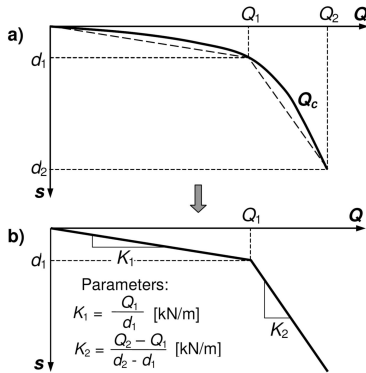 Q₁ Q₂ Q
a)
d₁
Q_c
d₂
s
Q₁ Q
b)
d₁
K₁
Parameters:
K₁ = Q₁ / d₁ [kN/m]
K₂ = Q₂ – Q₁ / d₂ - d₁ [kN/m]
K₂
s